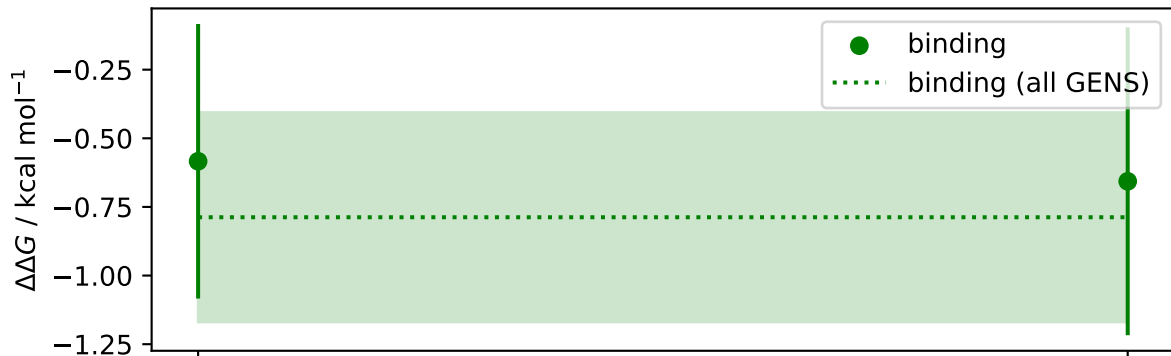 ΔΔG / kcal mol⁻¹
−0.25
−0.50
−0.75
−1.00
−1.25
binding
binding (all GENS)